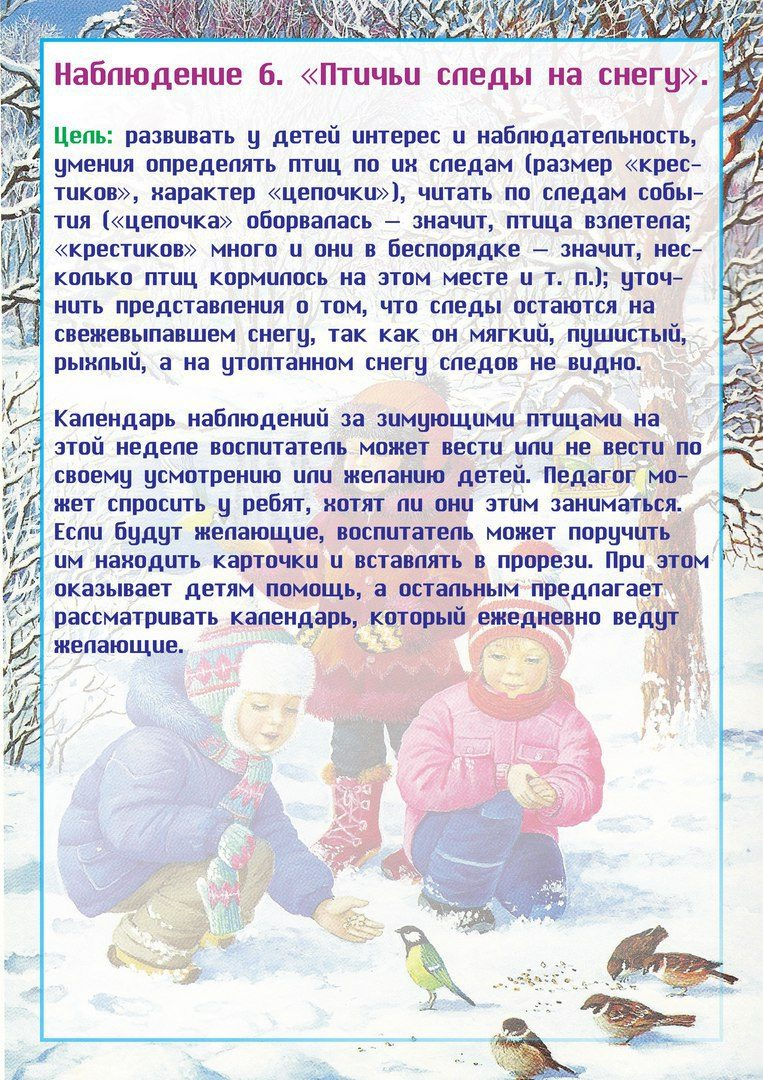 Наблюдение 6. «Птичьи следы на снегу».
Цель: развивать у детей интерес и наблюдательность,
умения определять птиц по их следам (размер «крес-
тиков», характер «цепочки»), читать по следам собы-
тия («цепочка» оборвалась — значит, птица взлетела;
«крестиков» много и они в беспорядке — значит, нес-
колько птиц кормилось на этом месте и т. п.); уточ-
нить представления о том, что следы остаются на
свежевыпавшем снегу, так как он мягкий, пушистый,
рыхлый, а на утоптанном снегу следов не видно.
Календарь наблюдений за зимующими птицами на
этой неделе воспитатель может вести или не вести по
своему усмотрению или желанию детей. Педагог мо-
жет спросить у ребят, хотят ли они этим заниматься.
Если будут желающие, воспитатель может поручить
им находить карточки и вставлять в прорези. При этом
оказывает детям помощь, а остальным предлагает
рассматривать календарь, который ежедневно ведут
желающие.